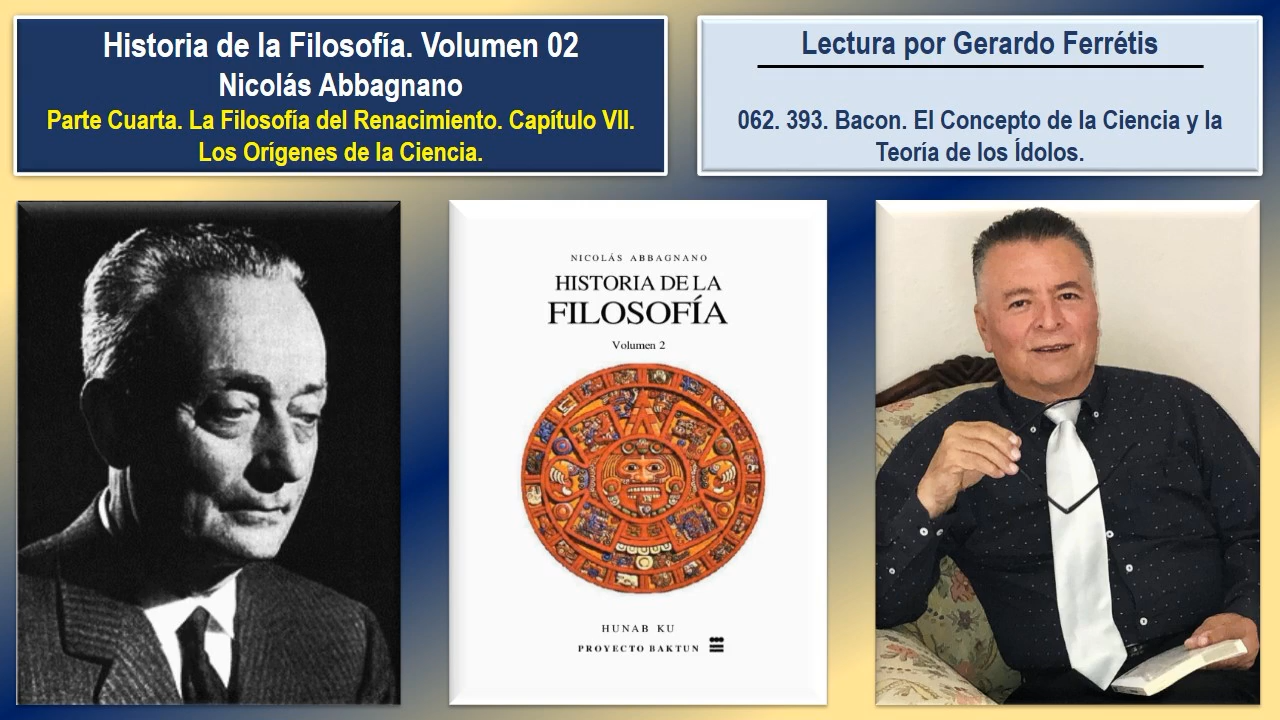 Historia de la Filosofía. Volumen 02
Nicolás Abbagnano
Parte Cuarta. La Filosofía del Renacimiento. Capítulo VII.
Los Orígenes de la Ciencia.
Lectura por Gerardo Ferrétis
062. 393. Bacon. El Concepto de la Ciencia y la
Teoría de los Ídolos.
NICOLÁS ABBAGNANO
HISTORIA DE LA
FILOSOFÍA
Volumen 2
HUNAB KU
PROYECTO BAKTUN